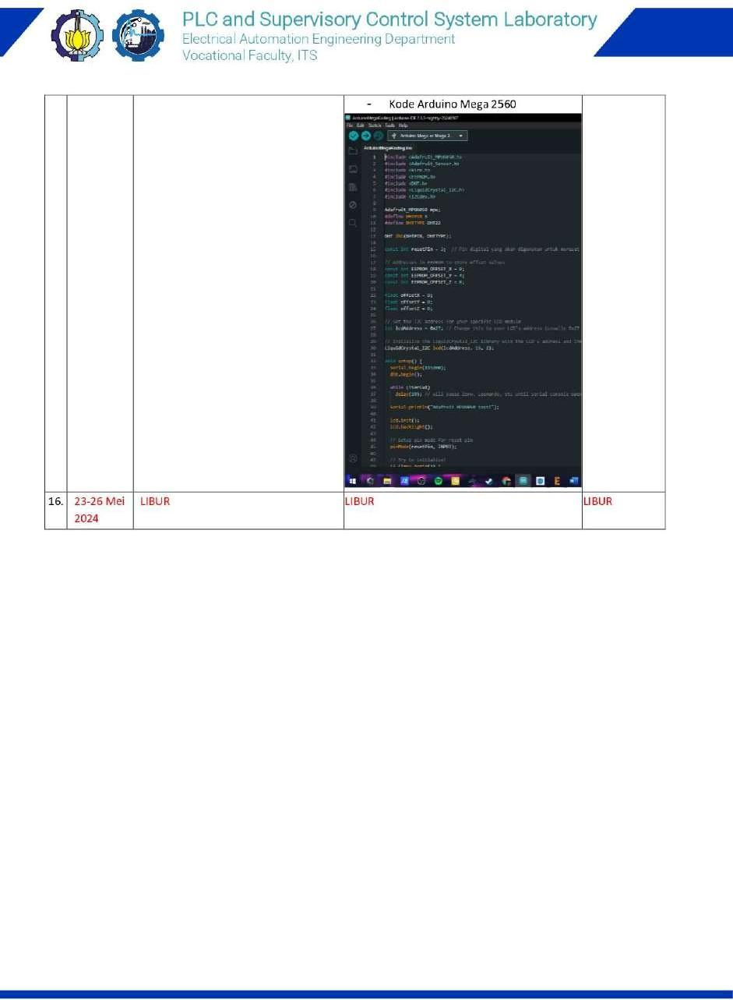 PLC and Supervisory Control System Laboratory
Electrical Automation Engineering Department
Vocational Faculty, ITS
- Kode Arduino Mega 2560
ArduinoMegaKoding | Arduino IDE
File Edit Sketch Tools Help
Arduino Mega or Mega 2...
ArduinoMegaKoding.ino
1 #include <Adafruit_MPU6050.h>
2 #include <Adafruit_Sensor.h>
3 #include <Wire.h>
4 #include <EEPROM.h>
5 #include <DHT.h>
6 #include <LiquidCrystal_I2C.h>
7 #include <I2Cdev.h>
8
9 Adafruit_MPU6050 mpu;
10 #define DHTPIN
11 #define DHTTYPE DHT22
12
13 DHT dht(DHTPIN, DHTTYPE);
14
15 const int resetPin = 2; // Pin digital yang akan digunakan untuk mereset
16
17 // Addresses in EEPROM to store offset values
18 const int EEPROM_OFFSET_X = 0;
19 const int EEPROM_OFFSET_Y = 4;
20 const int EEPROM_OFFSET_Z = 8;
21
22 float offsetX = 0;
23 float offsetY = 0;
24 float offsetZ = 0;
25
26 // Set the I2C address for your specific LCD module
27 int lcdAddress = 0x27; // Change this to your LCD's address (usually 0x27
28
29 // Initialize the LiquidCrystal_I2C library with the LCD's address and the
30 LiquidCrystal_I2C lcd(lcdAddress, 16, 2);
31
32 void setup() {
33 Serial.begin(115200);
34 dht.begin();
35
36 while (!Serial)
37 delay(10); // will pause Zero, Leonardo, etc until serial console open
38
39 Serial.println("Adafruit MPU6050 test!");
40
41 lcd.init();
42 lcd.backlight();
43
44 // Setup pin mode for reset pin
45 pinMode(resetPin, INPUT);
46
47 // Try to initialize!
16. 23-26 Mei LIBUR LIBUR LIBUR
2024